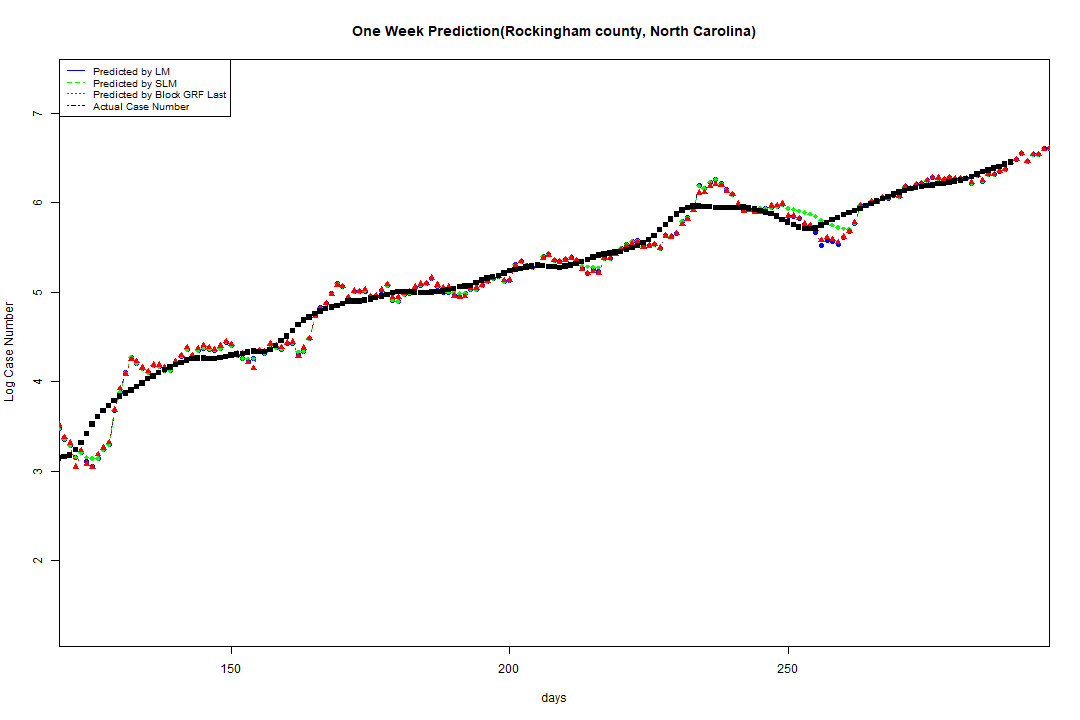 One Week Prediction(Rockingham county, North Carolina)
Predicted by LM
Predicted by SLM
Predicted by Block GRF Last
Actual Case Number
7
6
5
4
3
2
Log Case Number
150
200
250
days